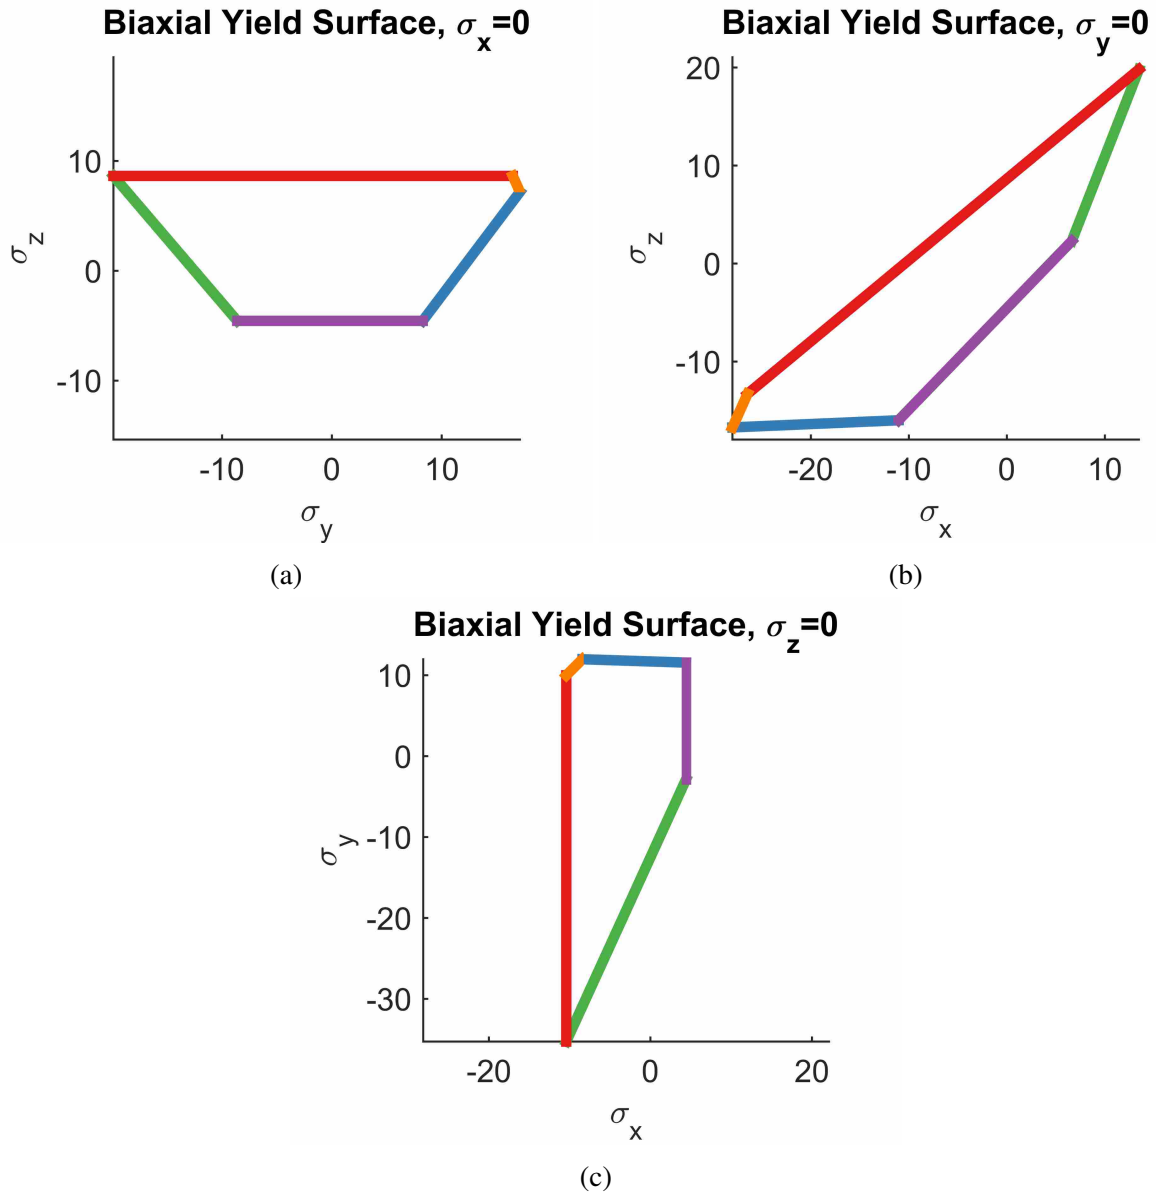 Biaxial Yield Surface, σx=0
10
0
-10
σz
-10
0
10
σy
(a)
Biaxial Yield Surface, σy=0
20
10
0
-10
σz
-20
-10
0
10
σx
(b)
Biaxial Yield Surface, σz=0
10
0
-10
-20
-30
σy
-20
0
20
σx
(c)